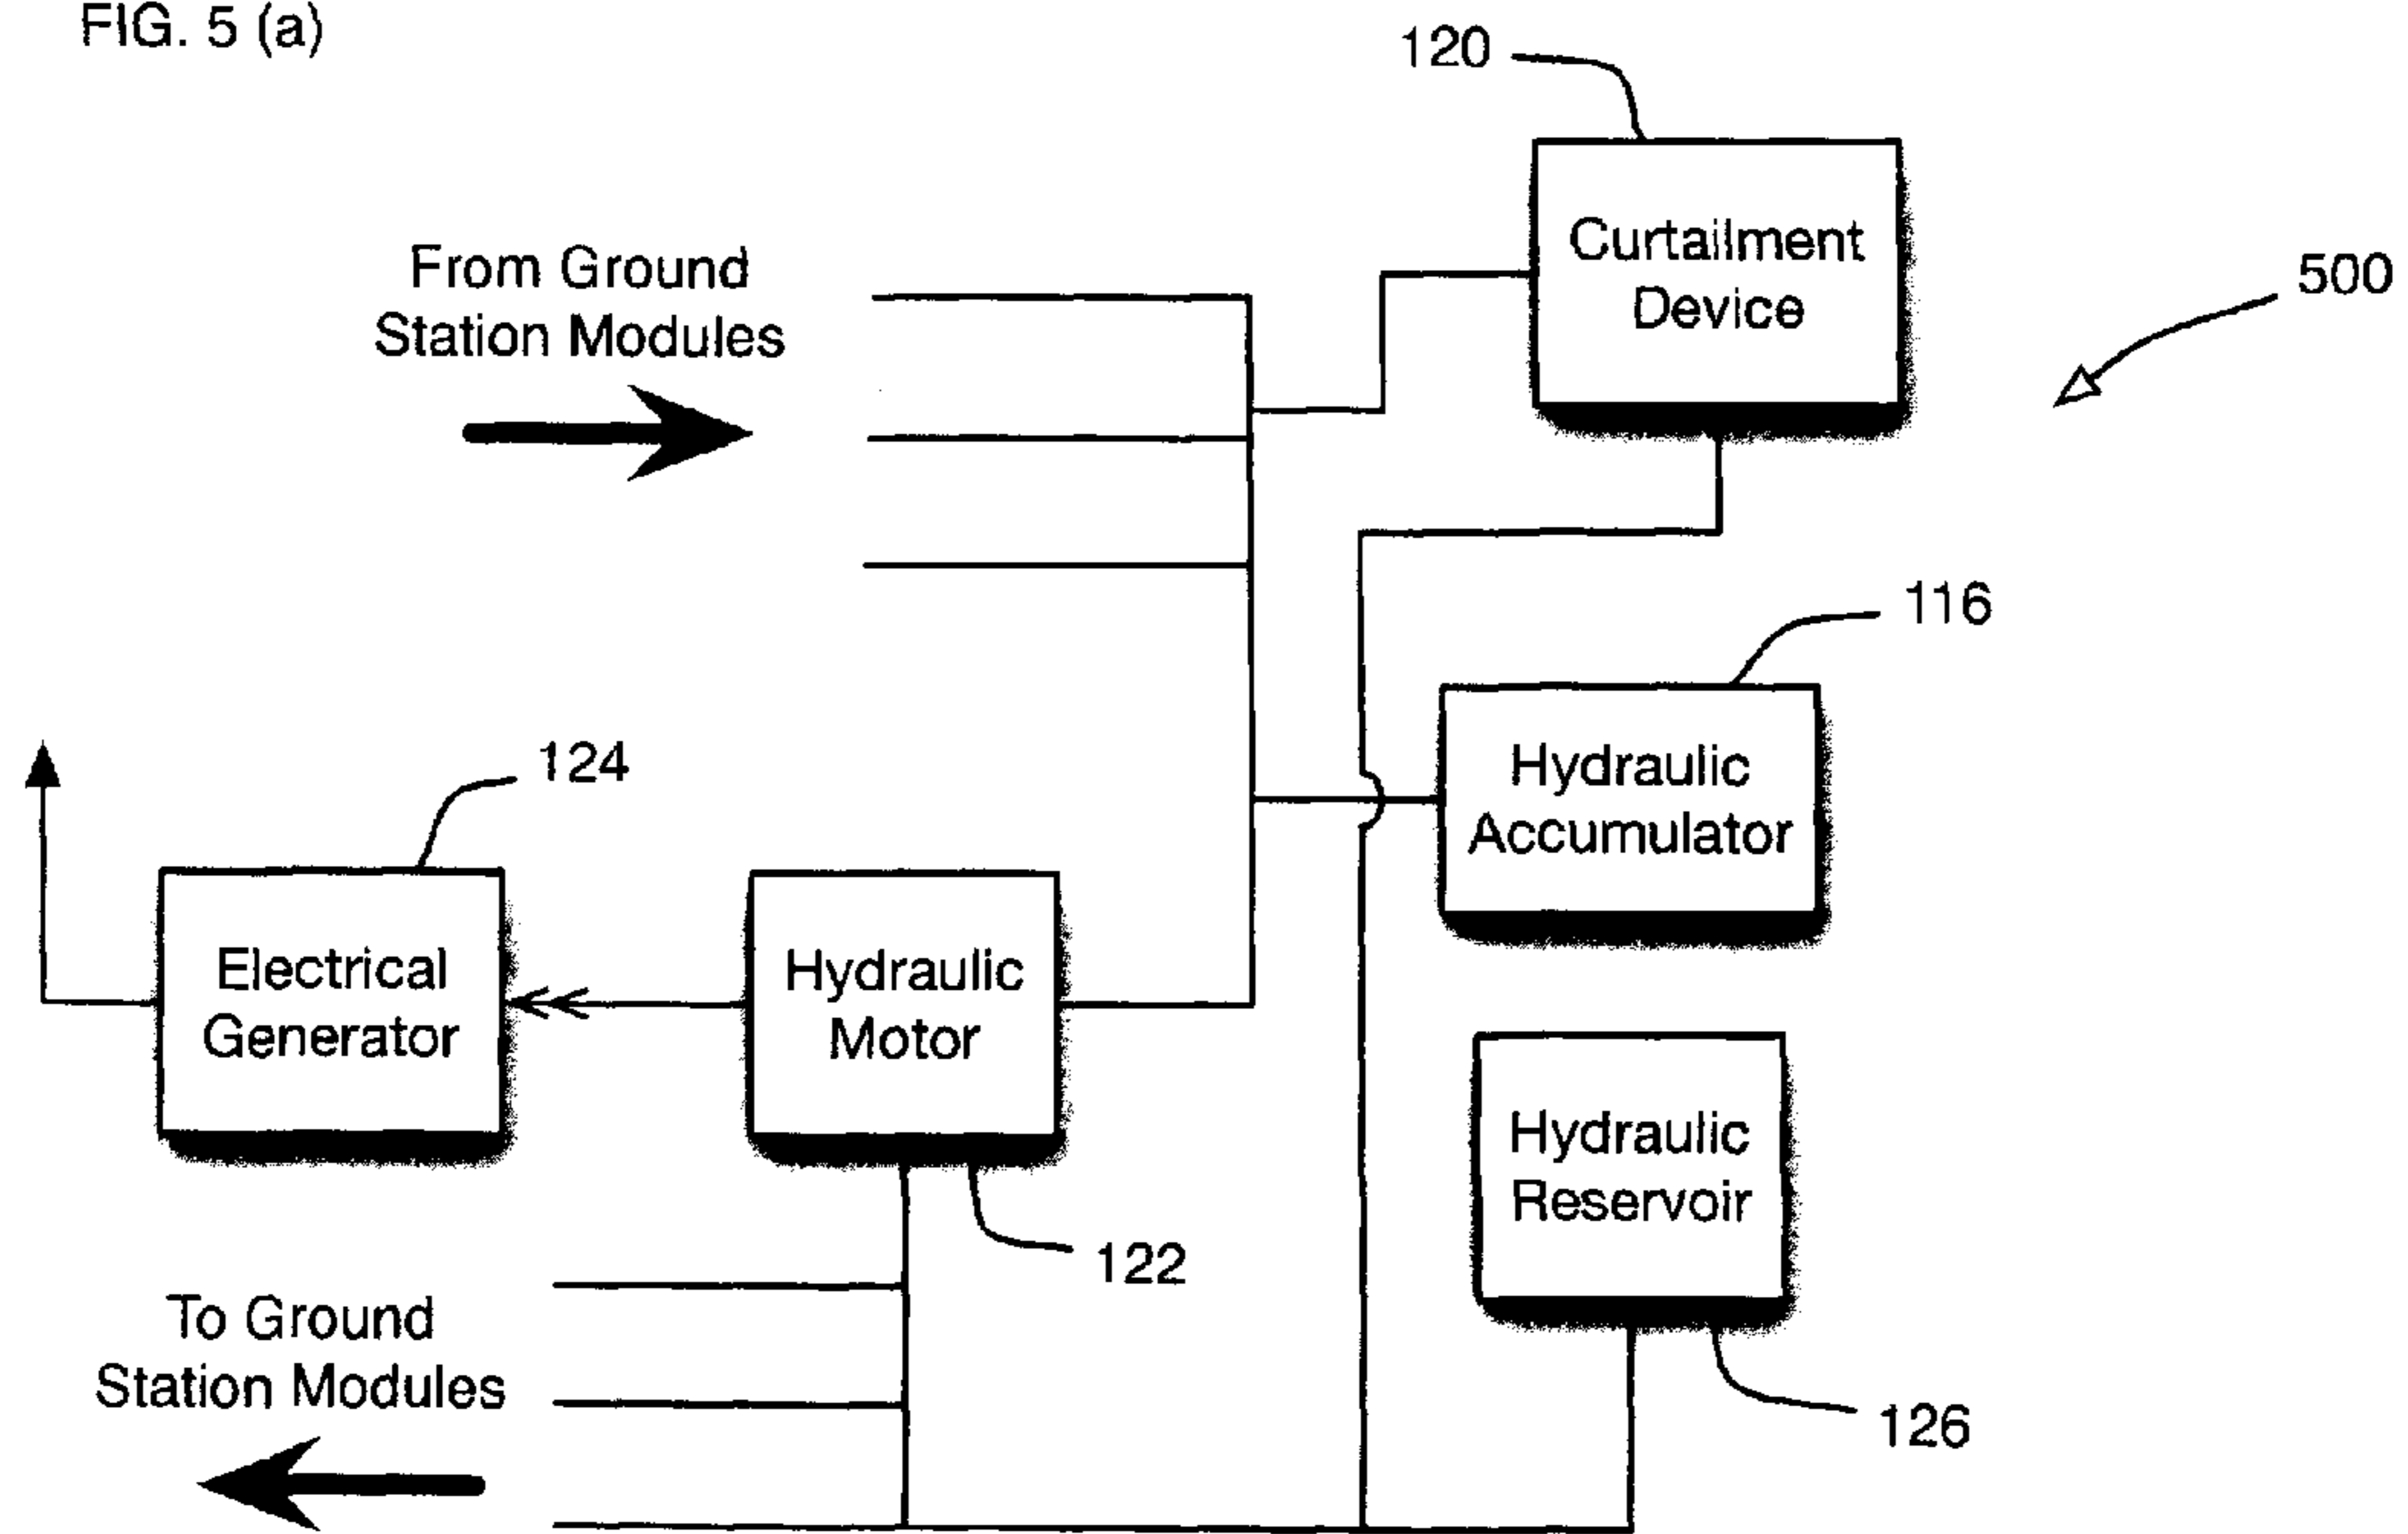 FIG. 5 (a)
120
From Ground
Station Modules
Curtailment
Device
500
116
Hydraulic
Accumulator
124
Electrical
Generator
Hydraulic
Motor
Hydraulic
Reservoir
122
To Ground
Station Modules
126